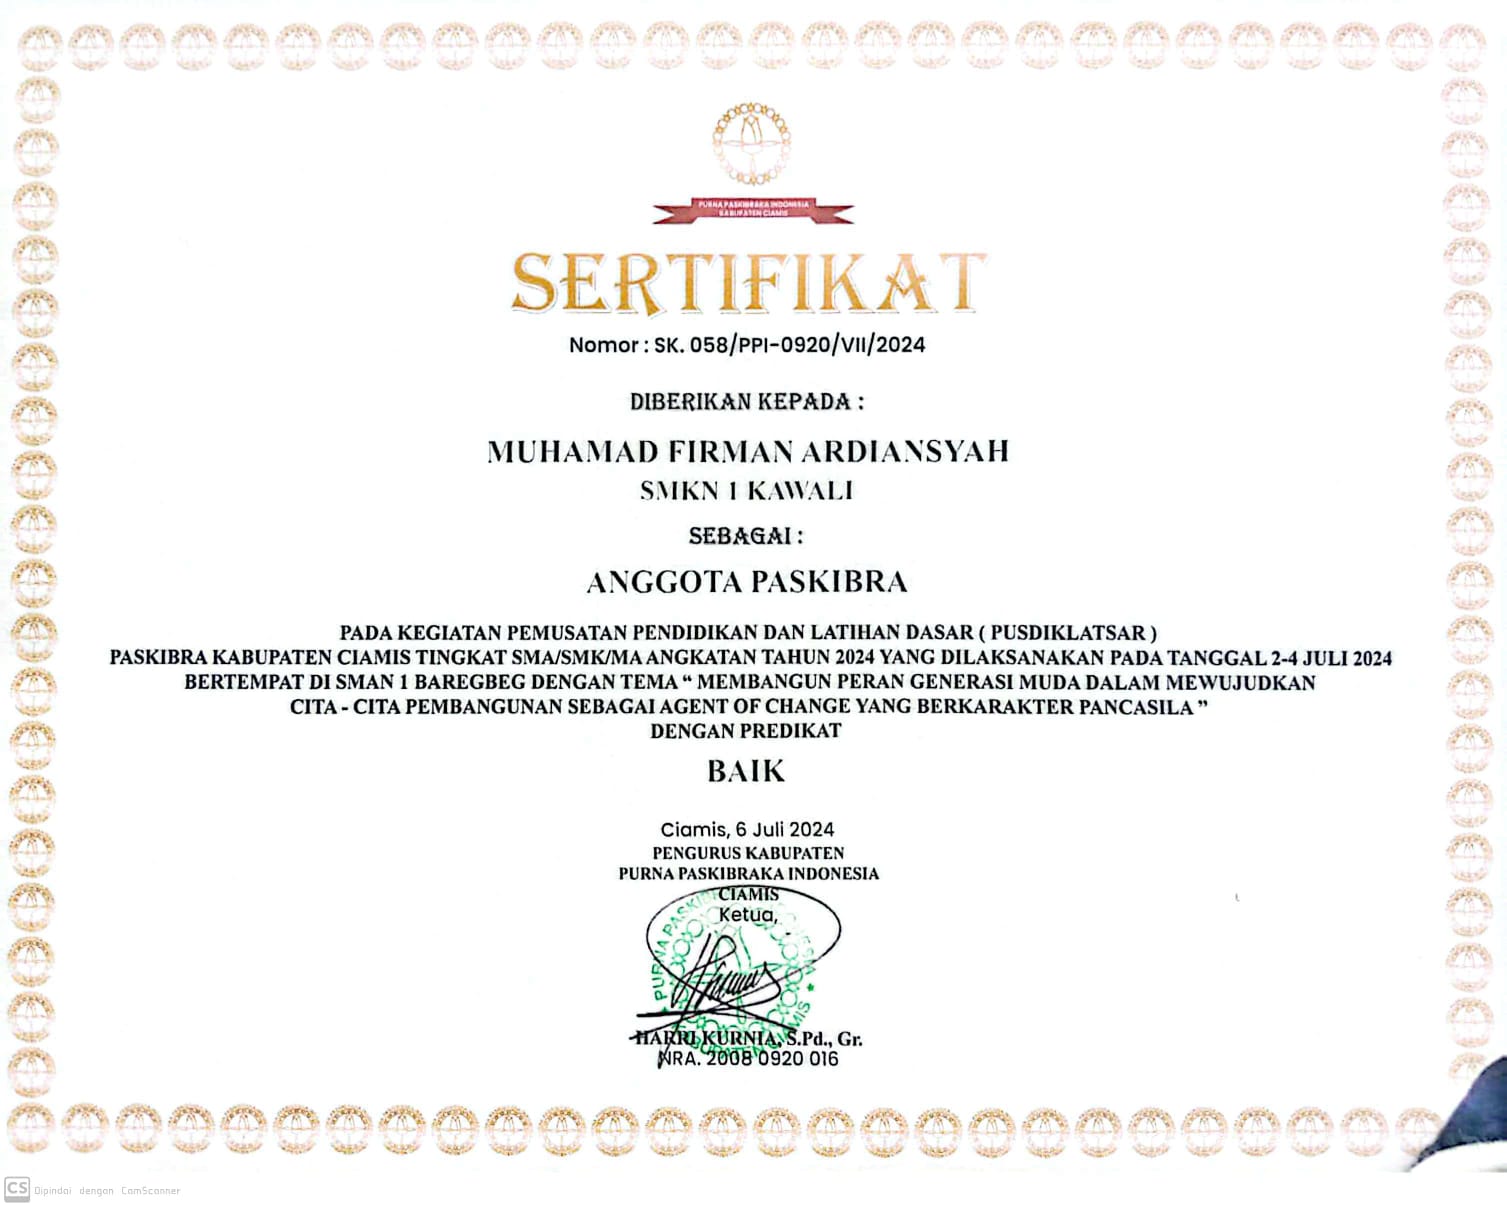 PURNA PASKIBRAKA INDONESIA
KABUPATEN CIAMIS
SERTIFIKAT
Nomor : SK. 058/PPI-0920/VII/2024
DIBERIKAN KEPADA :
MUHAMAD FIRMAN ARDIANSYAH
SMKN 1 KAWALI
SEBAGAI :
ANGGOTA PASKIBRA
PADA KEGIATAN PEMUSATAN PENDIDIKAN DAN LATIHAN DASAR ( PUSDIKLATSAR )
PASKIBRA KABUPATEN CIAMIS TINGKAT SMA/SMK/MA ANGKATAN TAHUN 2024 YANG DILAKSANAKAN PADA TANGGAL 2-4 JULI 2024
BERTEMPAT DI SMAN 1 BAREGBEG DENGAN TEMA “ MEMBANGUN PERAN GENERASI MUDA DALAM MEWUJUDKAN
CITA - CITA PEMBANGUNAN SEBAGAI AGENT OF CHANGE YANG BERKARAKTER PANCASILA ”
DENGAN PREDIKAT
BAIK
Ciamis, 6 Juli 2024
PENGURUS KABUPATEN
PURNA PASKIBRAKA INDONESIA
CIAMIS
Ketua,
HARRI KURNIA, S.Pd., Gr.
NRA. 2008 0920 016
CS Dipindai dengan CamScanner